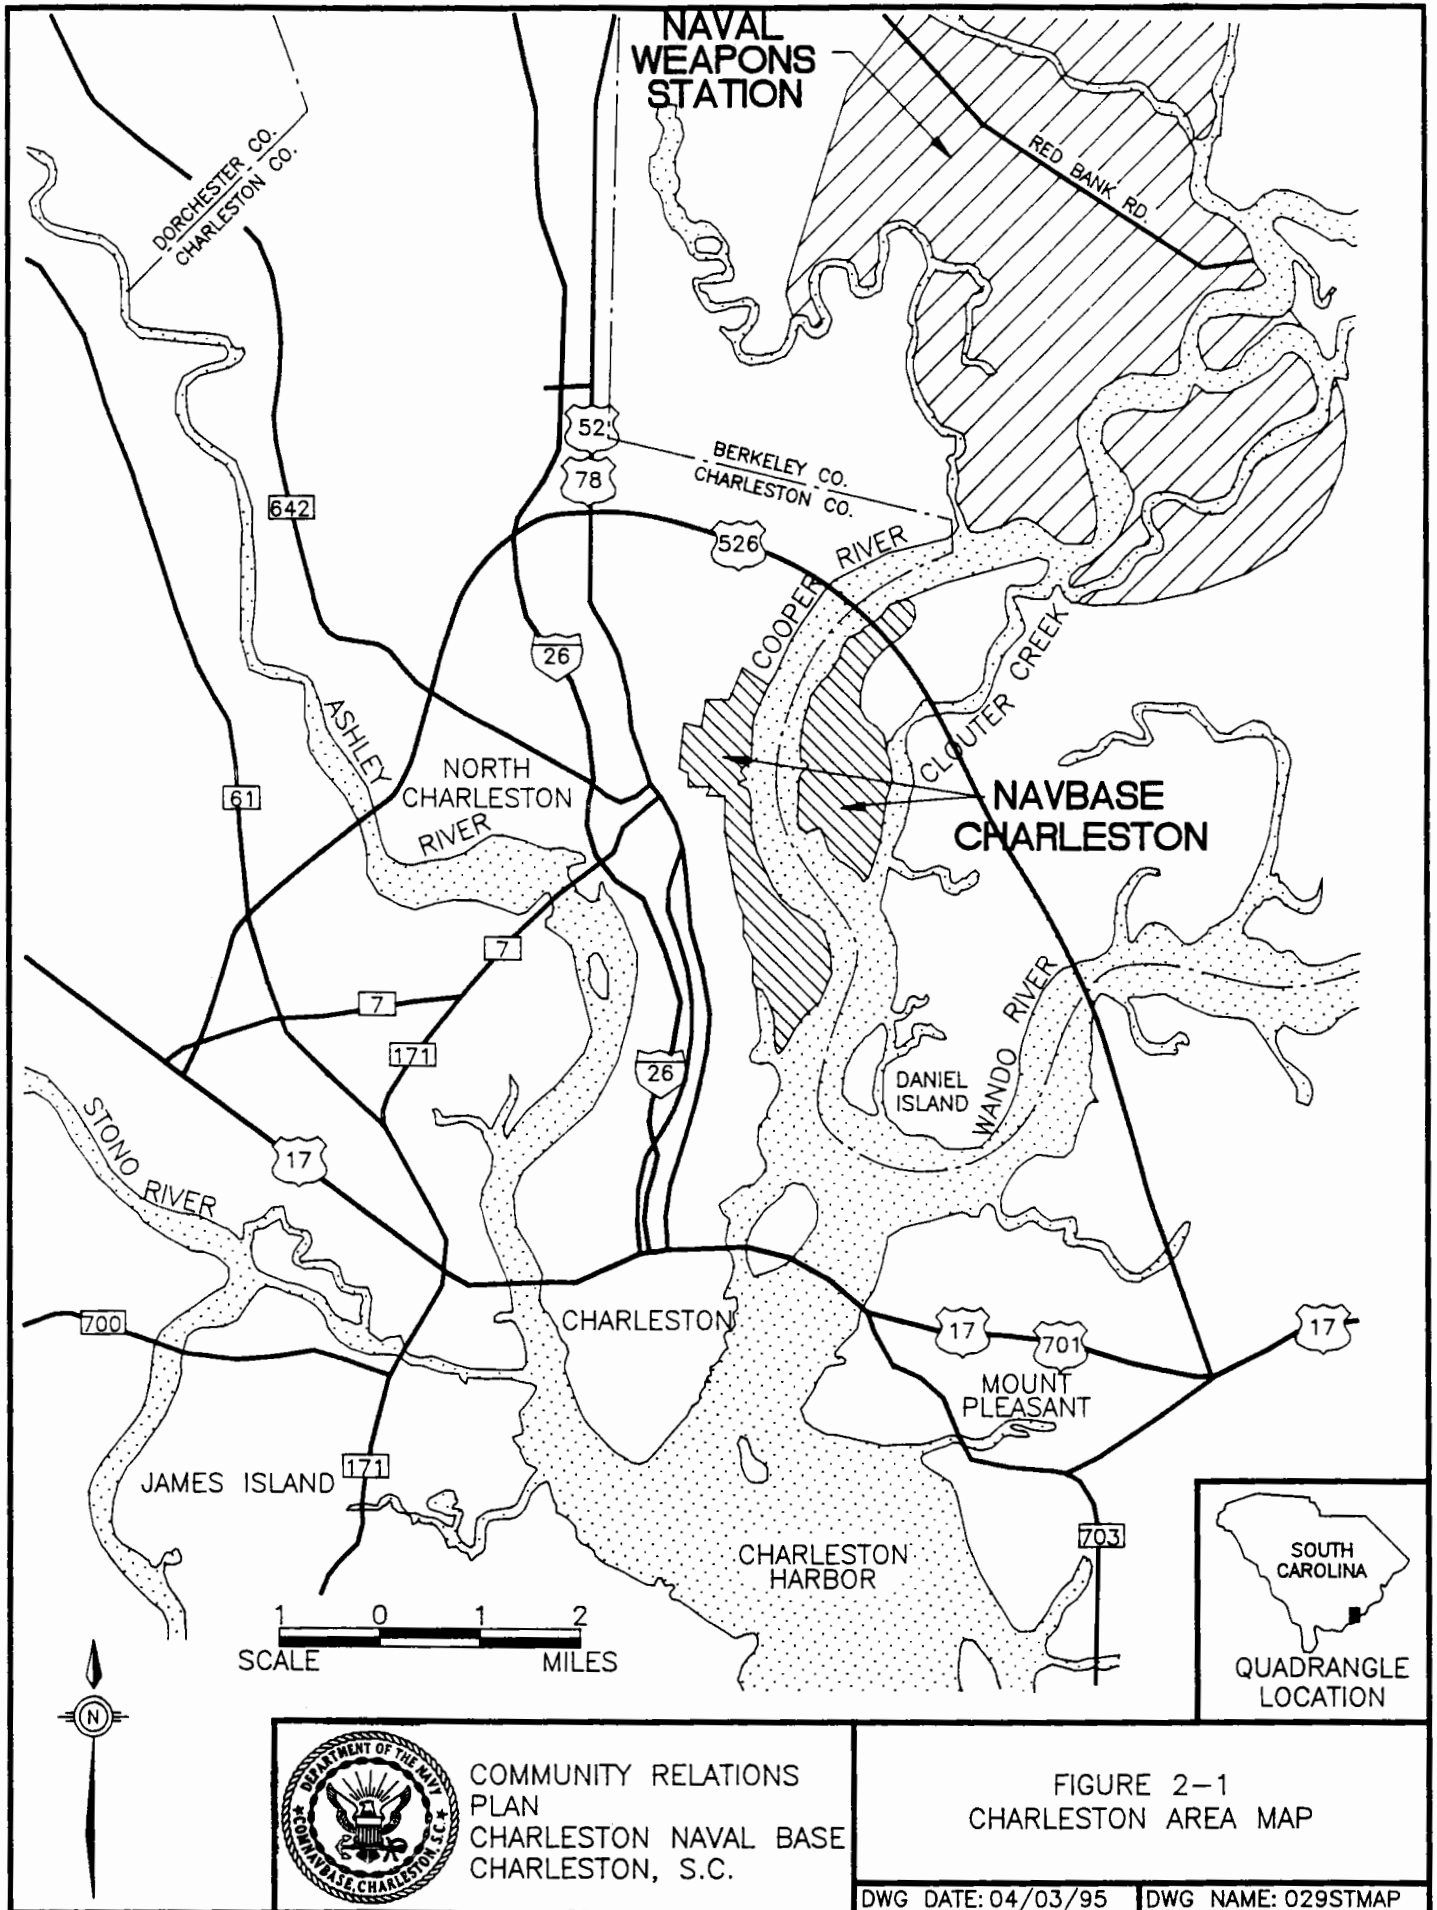 NAVAL
WEAPONS
STATION
RED BANK RD.
DORCHESTER CO.
CHARLESTON CO.
52
78
BERKELEY CO.
CHARLESTON CO.
642
526
COOPER RIVER
26
CLOUTER CREEK
ASHLEY
RIVER
NORTH
CHARLESTON
61
NAVBASE
CHARLESTON
7
7
171
26
WANDO RIVER
DANIEL
ISLAND
STONO
RIVER
17
700
CHARLESTON
17
701
17
MOUNT
PLEASANT
JAMES ISLAND
171
703
CHARLESTON
HARBOR
1 0 1 2
SCALE MILES
N
SOUTH
CAROLINA
QUADRANGLE
LOCATION
DEPARTMENT OF THE NAVY
COMNAVBASE, CHARLESTON, S.C.
COMMUNITY RELATIONS
PLAN
CHARLESTON NAVAL BASE
CHARLESTON, S.C.
FIGURE 2-1
CHARLESTON AREA MAP
DWG DATE: 04/03/95
DWG NAME: 029STMAP